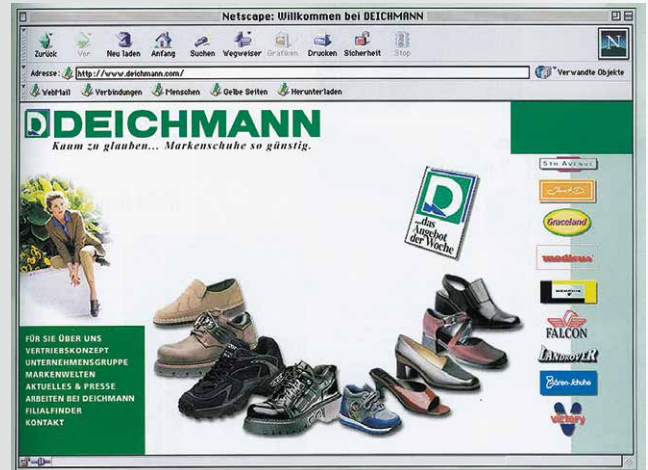 Netscape: Willkommen bei DEICHMANN
Zurück Vor Neu laden Anfang Suchen Wegweiser Grafiken Drucken Sicherheit Stop
N
Adresse: http://www.deichmann.com/ Verwandte Objekte
WebMail Verbindungen Menschen Gelbe Seiten Herunterladen
D DEICHMANN
Kaum zu glauben... Markenschuhe so günstig.
5TH AVENUE
D
...das
Angebot
der Woche
Graceland
medicus
MEMPHIS
FALCON
LANDROVER
Bären-Schuhe
victory
FÜR SIE ÜBER UNS
VERTRIEBSKONZEPT
UNTERNEHMENSGRUPPE
MARKENWELTEN
AKTUELLES & PRESSE
ARBEITEN BEI DEICHMANN
FILIALFINDER
KONTAKT